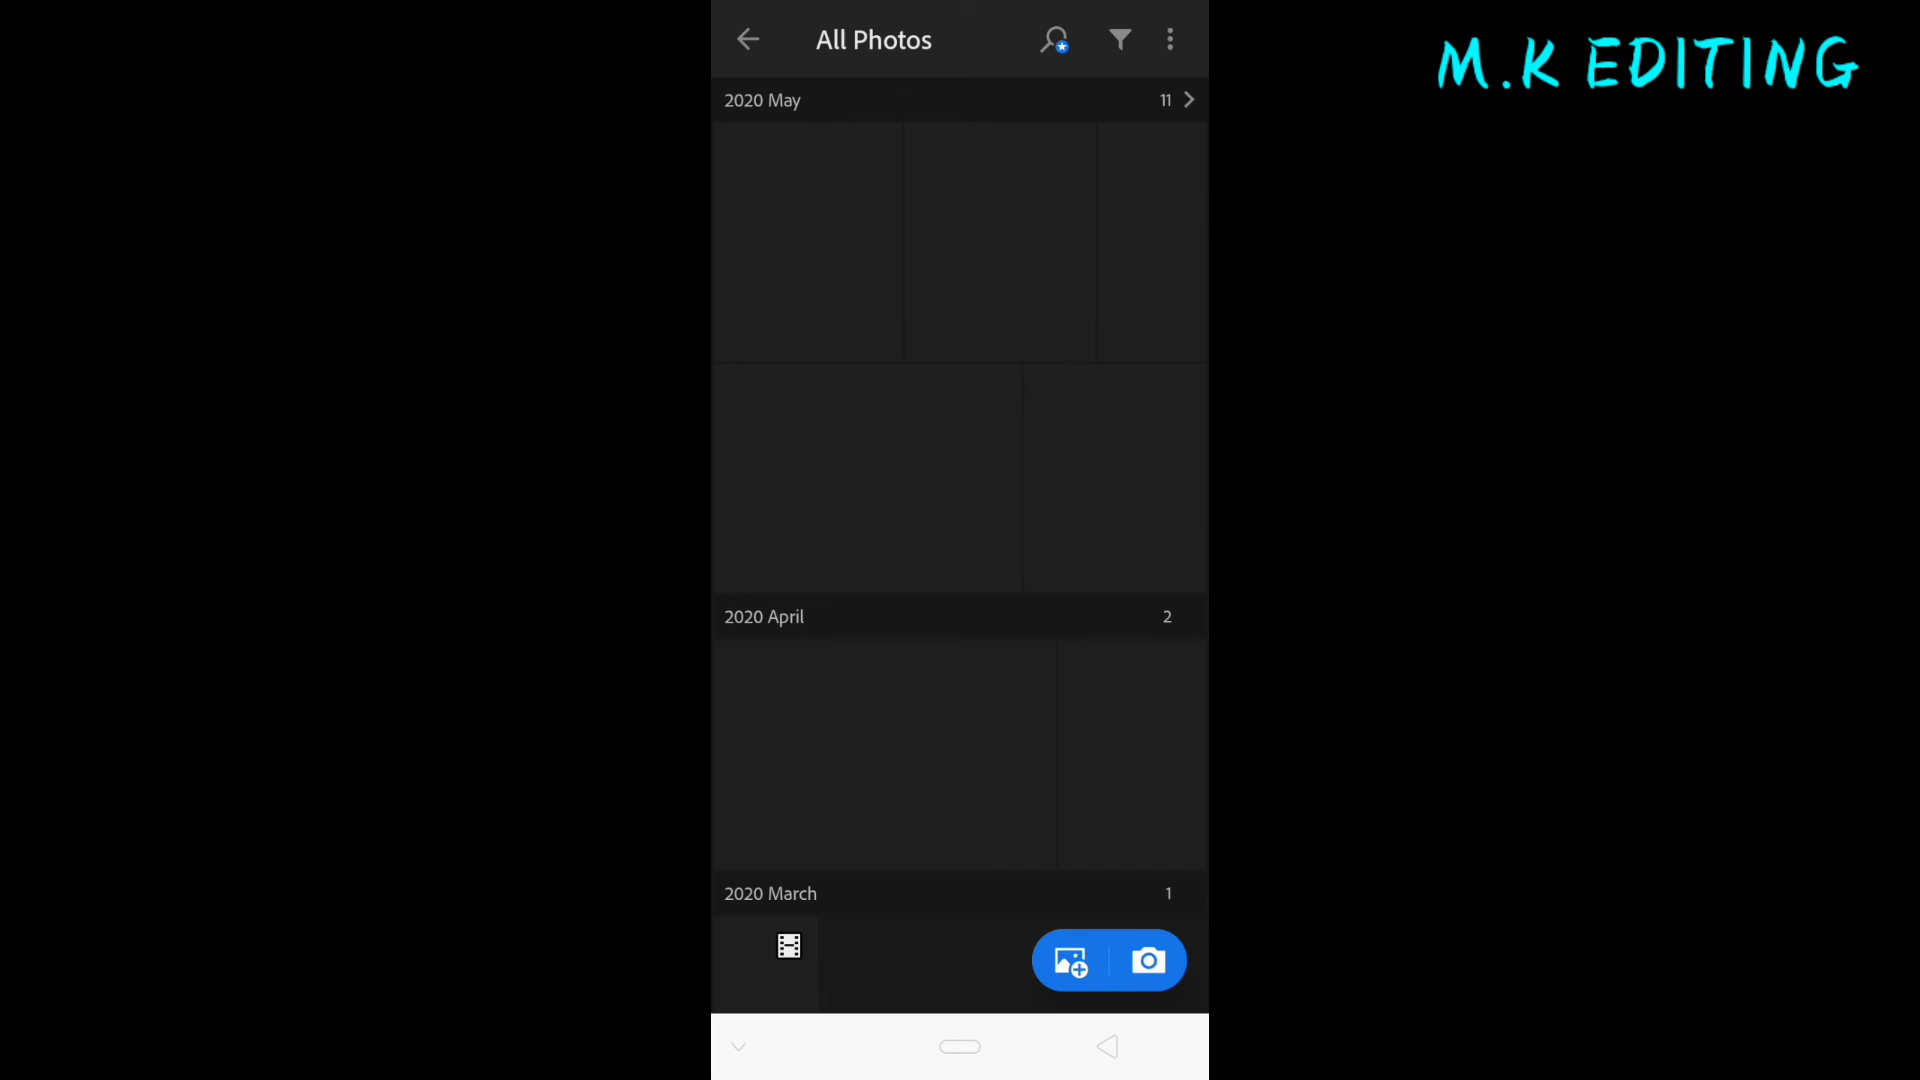 All Photos
M.K EDITING
2020 May 11
2020 April 2
2020 March 1